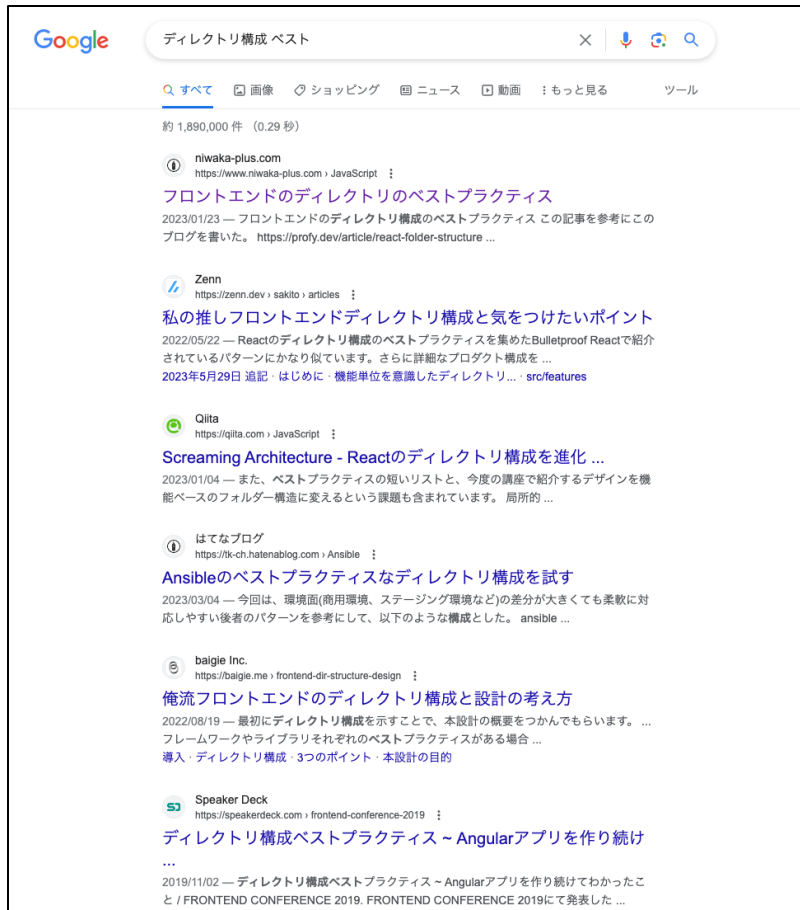 Google
ディレクトリ構成 ベスト
すべて 画像 ショッピング ニュース 動画 もっと見る ツール
約 1,890,000 件 （0.29 秒）
niwaka-plus.com
https://www.niwaka-plus.com › JavaScript
フロントエンドのディレクトリのベストプラクティス
2023/01/23 — フロントエンドのディレクトリ構成のベストプラクティス この記事を参考にこの
ブログを書いた。 https://profy.dev/article/react-folder-structure ...
Zenn
https://zenn.dev › sakito › articles
私の推しフロントエンドディレクトリ構成と気をつけたいポイント
2022/05/22 — Reactのディレクトリ構成のベストプラクティスを集めたBulletproof Reactで紹介
されているパターンにかなり似ています。さらに詳細なプロダクト構成を ...
2023年5月29日 追記 · はじめに · 機能単位を意識したディレクトリ... · src/features
Qiita
https://qiita.com › JavaScript
Screaming Architecture - Reactのディレクトリ構成を進化 ...
2023/01/04 — また、ベストプラクティスの短いリストと、今度の講座で紹介するデザインを機
能ベースのフォルダー構造に変えるという課題も含まれています。 局所的 ...
はてなブログ
https://tk-ch.hatenablog.com › Ansible
Ansibleのベストプラクティスなディレクトリ構成を試す
2023/03/04 — 今回は、環境面(商用環境、ステージング環境など)の差分が大きくても柔軟に対
応しやすい後者のパターンを参考にして、以下のような構成とした。 ansible ...
baigie Inc.
https://baigie.me › frontend-dir-structure-design
俺流フロントエンドのディレクトリ構成と設計の考え方
2022/08/19 — 最初にディレクトリ構成を示すことで、本設計の概要をつかんでもらいます。 ...
フレームワークやライブラリそれぞれのベストプラクティスがある場合 ...
導入 · ディレクトリ構成 · 3つのポイント · 本設計の目的
Speaker Deck
https://speakerdeck.com › frontend-conference-2019
ディレクトリ構成ベストプラクティス ~ Angularアプリを作り続け
...
2019/11/02 — ディレクトリ構成ベストプラクティス ~ Angularアプリを作り続けてわかったこ
と / FRONTEND CONFERENCE 2019. FRONTEND CONFERENCE 2019にて発表した ...